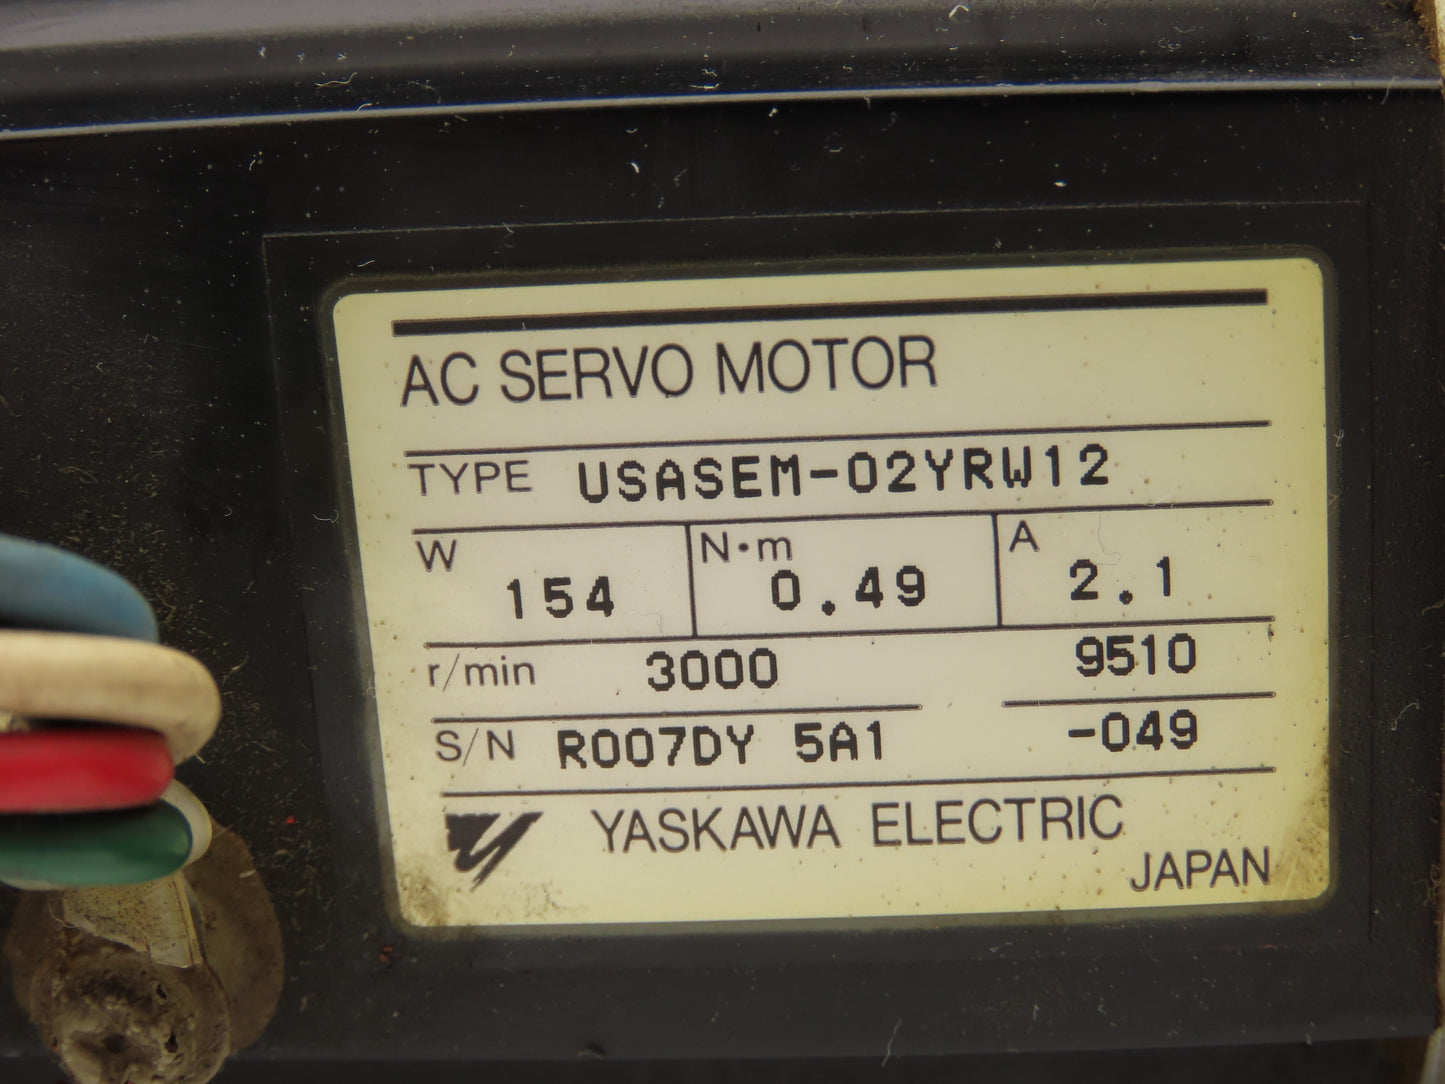 AC SERVO MOTOR
TYPE USASEM-02YRW12
W 154 N·m 0.49 A 2.1
r/min 3000 9510
S/N R007DY 5A1 -049
YASKAWA ELECTRIC
JAPAN